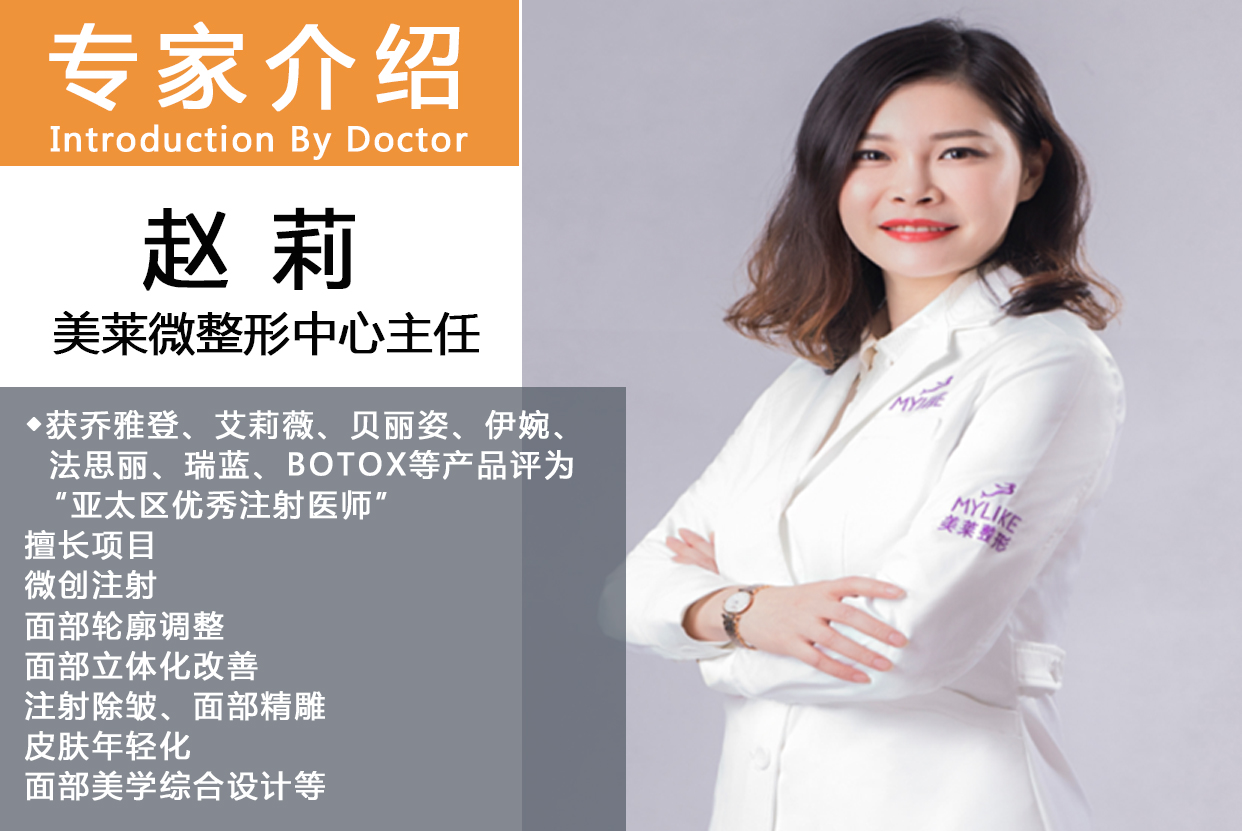 专家介绍
Introduction By Doctor
赵莉
美莱微整形中心主任
◆获乔雅登、艾莉薇、贝丽姿、伊婉、
法思丽、瑞蓝、BOTOX等产品评为
“亚太区优秀注射医师”
擅长项目
微创注射
面部轮廓调整
面部立体化改善
注射除皱、面部精雕
皮肤年轻化
面部美学综合设计等
MYLIKE
MYLIKE
美莱整形